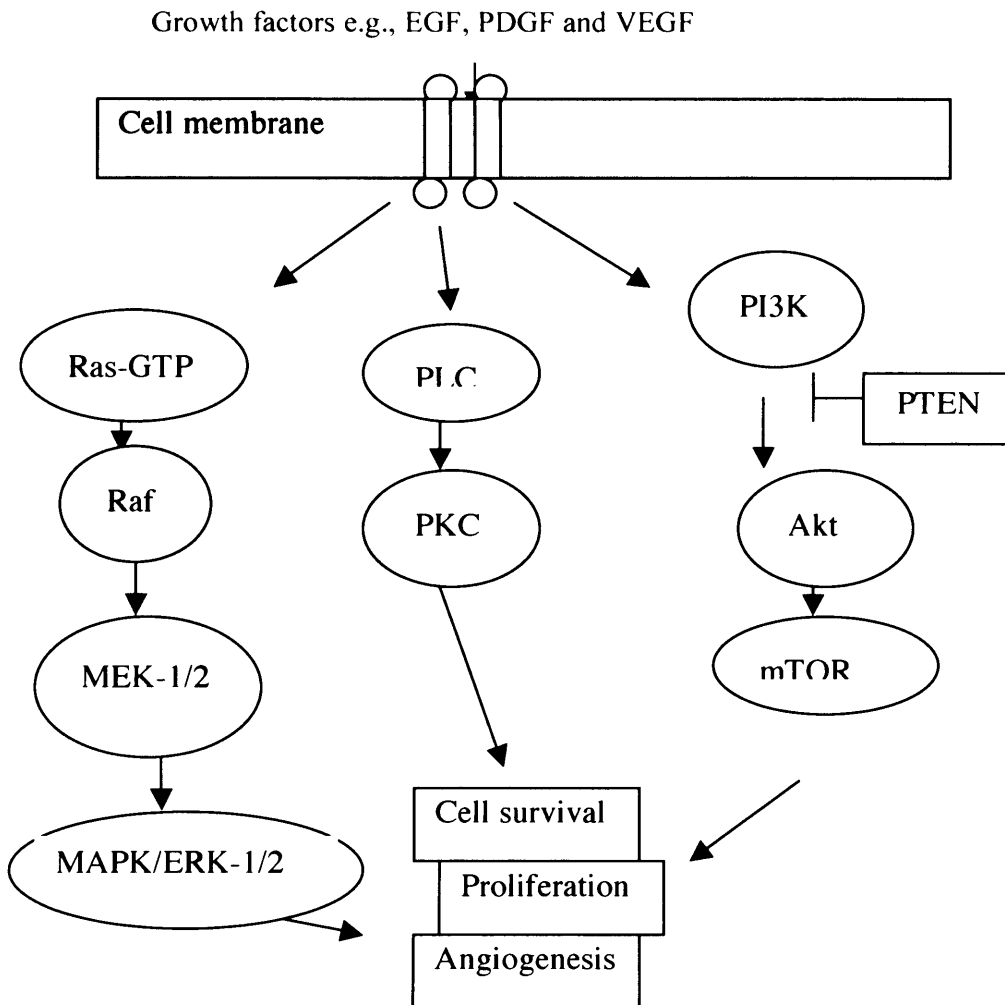 Growth factors e.g., EGF, PDGF and VEGF
Cell membrane
PI3K
Ras-GTP
PLC
PTEN
Raf
PKC
Akt
MEK-1/2
mTOR
Cell survival
MAPK/ERK-1/2
Proliferation
Angiogenesis